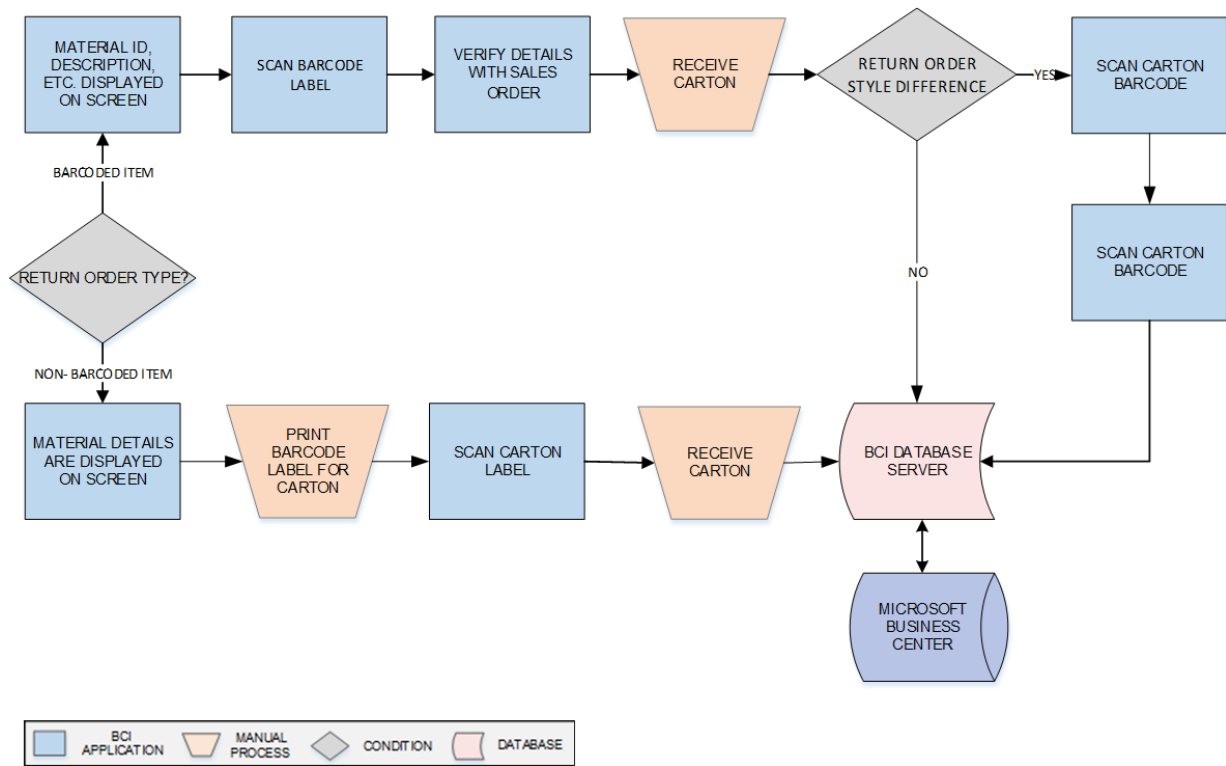 MATERIAL ID,
DESCRIPTION,
ETC. DISPLAYED
ON SCREEN
SCAN BARCODE
LABEL
VERIFY DETAILS
WITH SALES
ORDER
RECEIVE
CARTON
RETURN ORDER
STYLE DIFFERENCE
YES
SCAN CARTON
BARCODE
BARCODED ITEM
SCAN CARTON
BARCODE
RETURN ORDER TYPE?
NO
NON- BARCODED ITEM
MATERIAL DETAILS
ARE DISPLAYED
ON SCREEN
PRINT
BARCODE
LABEL FOR
CARTON
SCAN CARTON
LABEL
RECEIVE
CARTON
BCI DATABASE
SERVER
MICROSOFT
BUSINESS
CENTER
BCI
APPLICATION
MANUAL
PROCESS
CONDITION
DATABASE